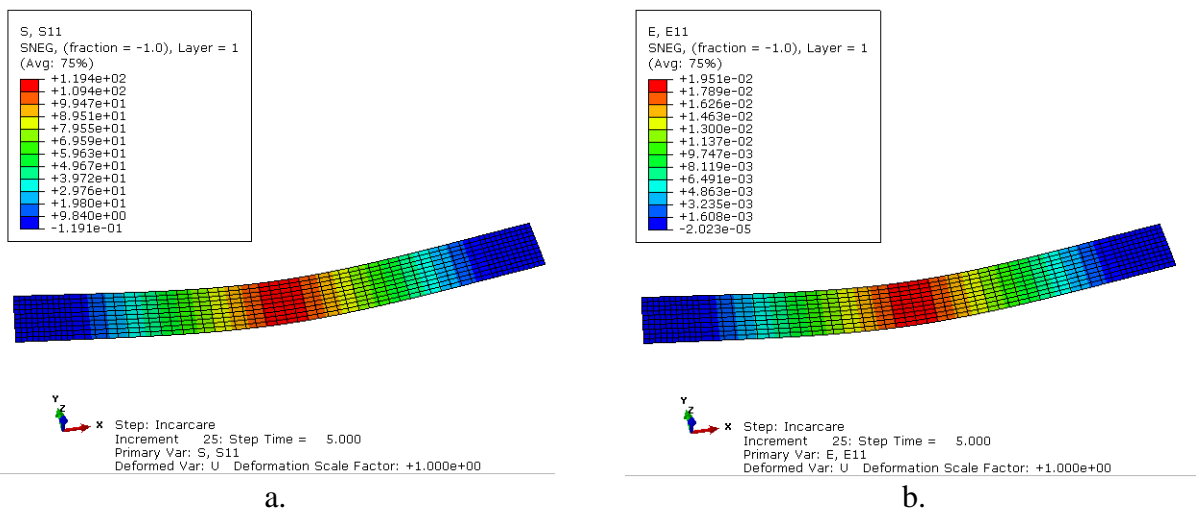 S, S11
SNEG, (fraction = -1.0), Layer = 1
(Avg: 75%)
+1.194e+02
+1.094e+02
+9.947e+01
+8.951e+01
+7.955e+01
+6.959e+01
+5.963e+01
+4.967e+01
+3.972e+01
+2.976e+01
+1.980e+01
+9.840e+00
-1.191e-01
Y
Z
X
Step: Incarcare
Increment 25: Step Time = 5.000
Primary Var: S, S11
Deformed Var: U Deformation Scale Factor: +1.000e+00
a.
E, E11
SNEG, (fraction = -1.0), Layer = 1
(Avg: 75%)
+1.951e-02
+1.789e-02
+1.626e-02
+1.463e-02
+1.300e-02
+1.137e-02
+9.747e-03
+8.119e-03
+6.491e-03
+4.863e-03
+3.235e-03
+1.608e-03
-2.023e-05
Y
Z
X
Step: Incarcare
Increment 25: Step Time = 5.000
Primary Var: E, E11
Deformed Var: U Deformation Scale Factor: +1.000e+00
b.